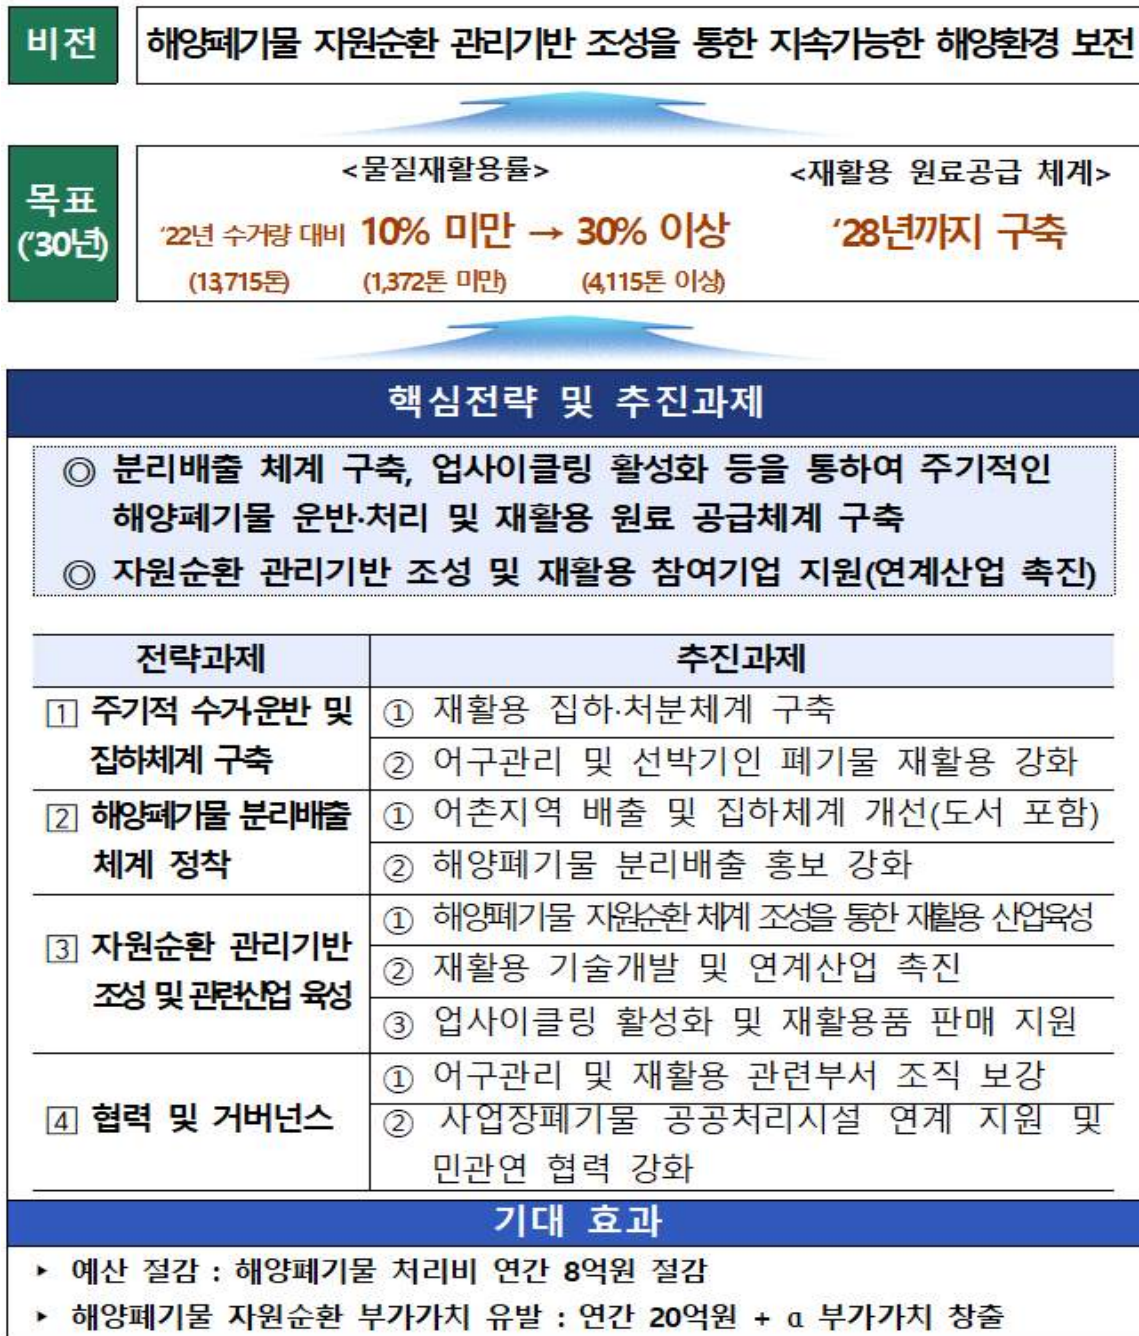 비전
해양폐기물 자원순환 관리기반 조성을 통한 지속가능한 해양환경 보전
목표
('30년)
<물질재활용률>
<재활용 원료공급 체계>
'22년 수거량 대비 10% 미만 → 30% 이상
'28년까지 구축
(13,715톤) (1,372톤 미만) (4,115톤 이상)
핵심전략 및 추진과제
◎ 분리배출 체계 구축, 업사이클링 활성화 등을 통하여 주기적인
해양폐기물 운반·처리 및 재활용 원료 공급체계 구축
◎ 자원순환 관리기반 조성 및 재활용 참여기업 지원(연계산업 촉진)
전략과제
추진과제
1 주기적 수거·운반 및
집하체계 구축
① 재활용 집하·처분체계 구축
② 어구관리 및 선박기인 폐기물 재활용 강화
2 해양폐기물 분리배출
체계 정착
① 어촌지역 배출 및 집하체계 개선(도서 포함)
② 해양폐기물 분리배출 홍보 강화
3 자원순환 관리기반
조성 및 관련산업 육성
① 해양폐기물 자원순환 체계 조성을 통한 재활용 산업육성
② 재활용 기술개발 및 연계산업 촉진
③ 업사이클링 활성화 및 재활용품 판매 지원
4 협력 및 거버넌스
① 어구관리 및 재활용 관련부서 조직 보강
② 사업장폐기물 공공처리시설 연계 지원 및
민관연 협력 강화
기대 효과
▸ 예산 절감 : 해양폐기물 처리비 연간 8억원 절감
▸ 해양폐기물 자원순환 부가가치 유발 : 연간 20억원 + α 부가가치 창출